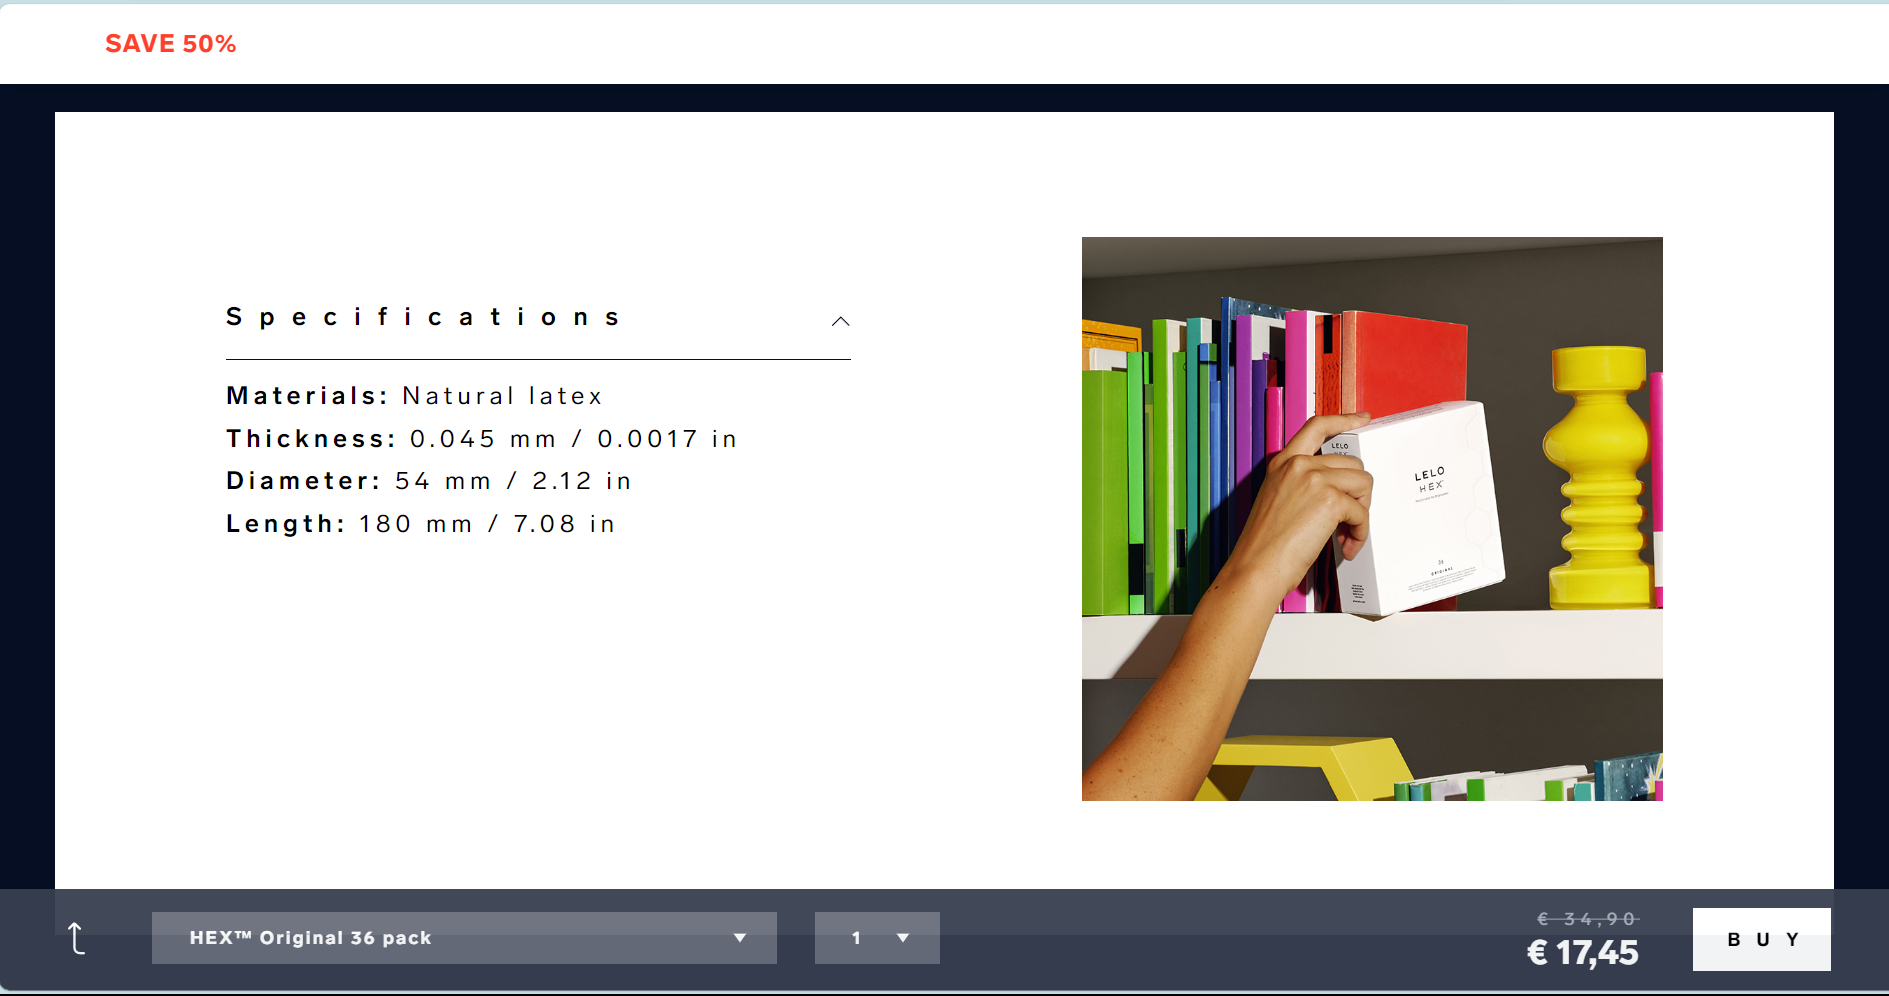 SAVE 50%
Specifications
Materials: Natural latex
Thickness: 0.045 mm / 0.0017 in
Diameter: 54 mm / 2.12 in
Length: 180 mm / 7.08 in
LELO
LELO
HEX
36
ORIGINAL
HEX™ Original 36 pack
1
€ 34,90
€ 17,45
BUY